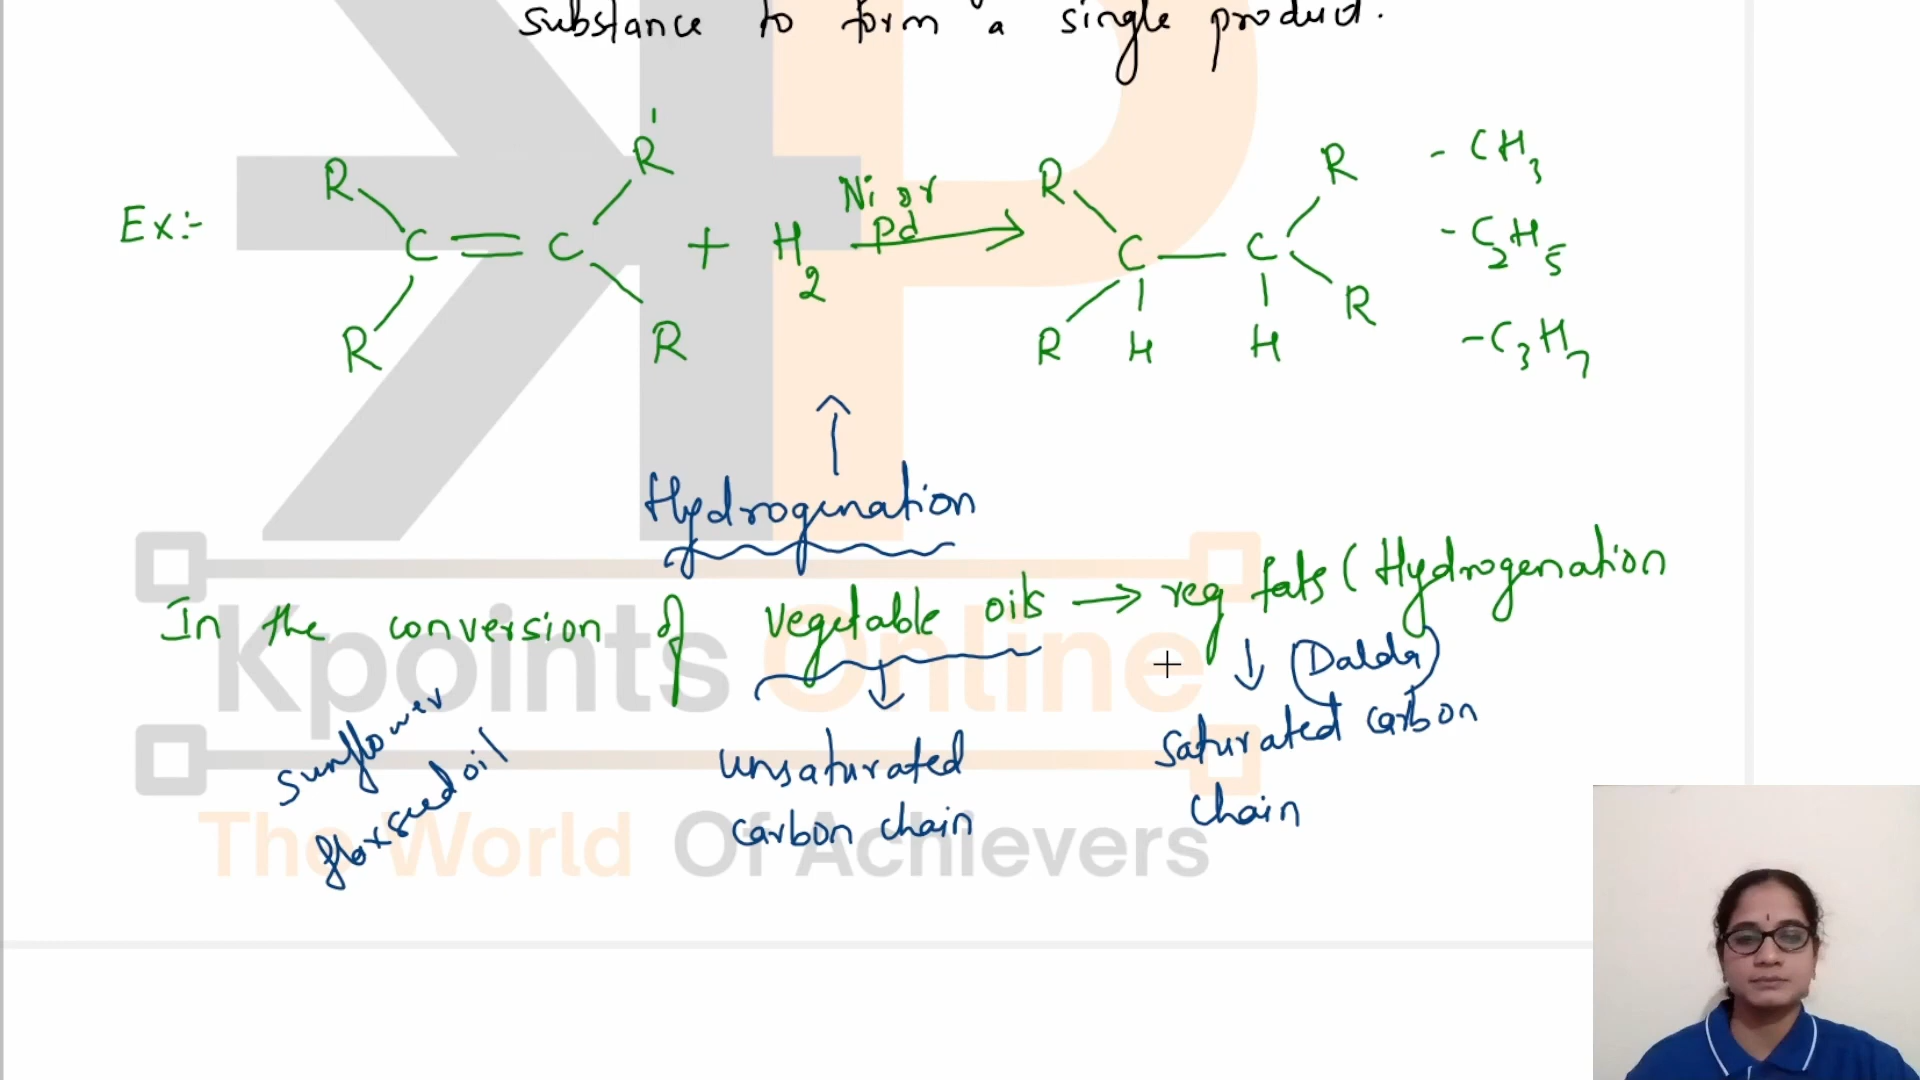 substance to form a single product.
R R'
Ex:- C = C + H2 Ni or Pd → C — C
R R
R R H H R R
- CH3
- C2H5
- C3H7
↑
Hydrogenation
In the conversion of vegetable oils → veg fats (Hydrogenation
↓ ↓ (Dalda)
sunflower
flaxseed oil
unsaturated
carbon chain
saturated carbon
chain
Kpoints Online
The World Of Achievers